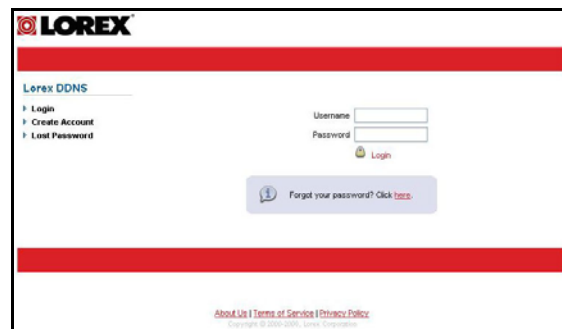 LOREX
Lorex DDNS
Login
Create Account
Lost Password
Username
Password
Login
Forgot your password? Click here.
About Us | Terms of Service | Privacy Policy